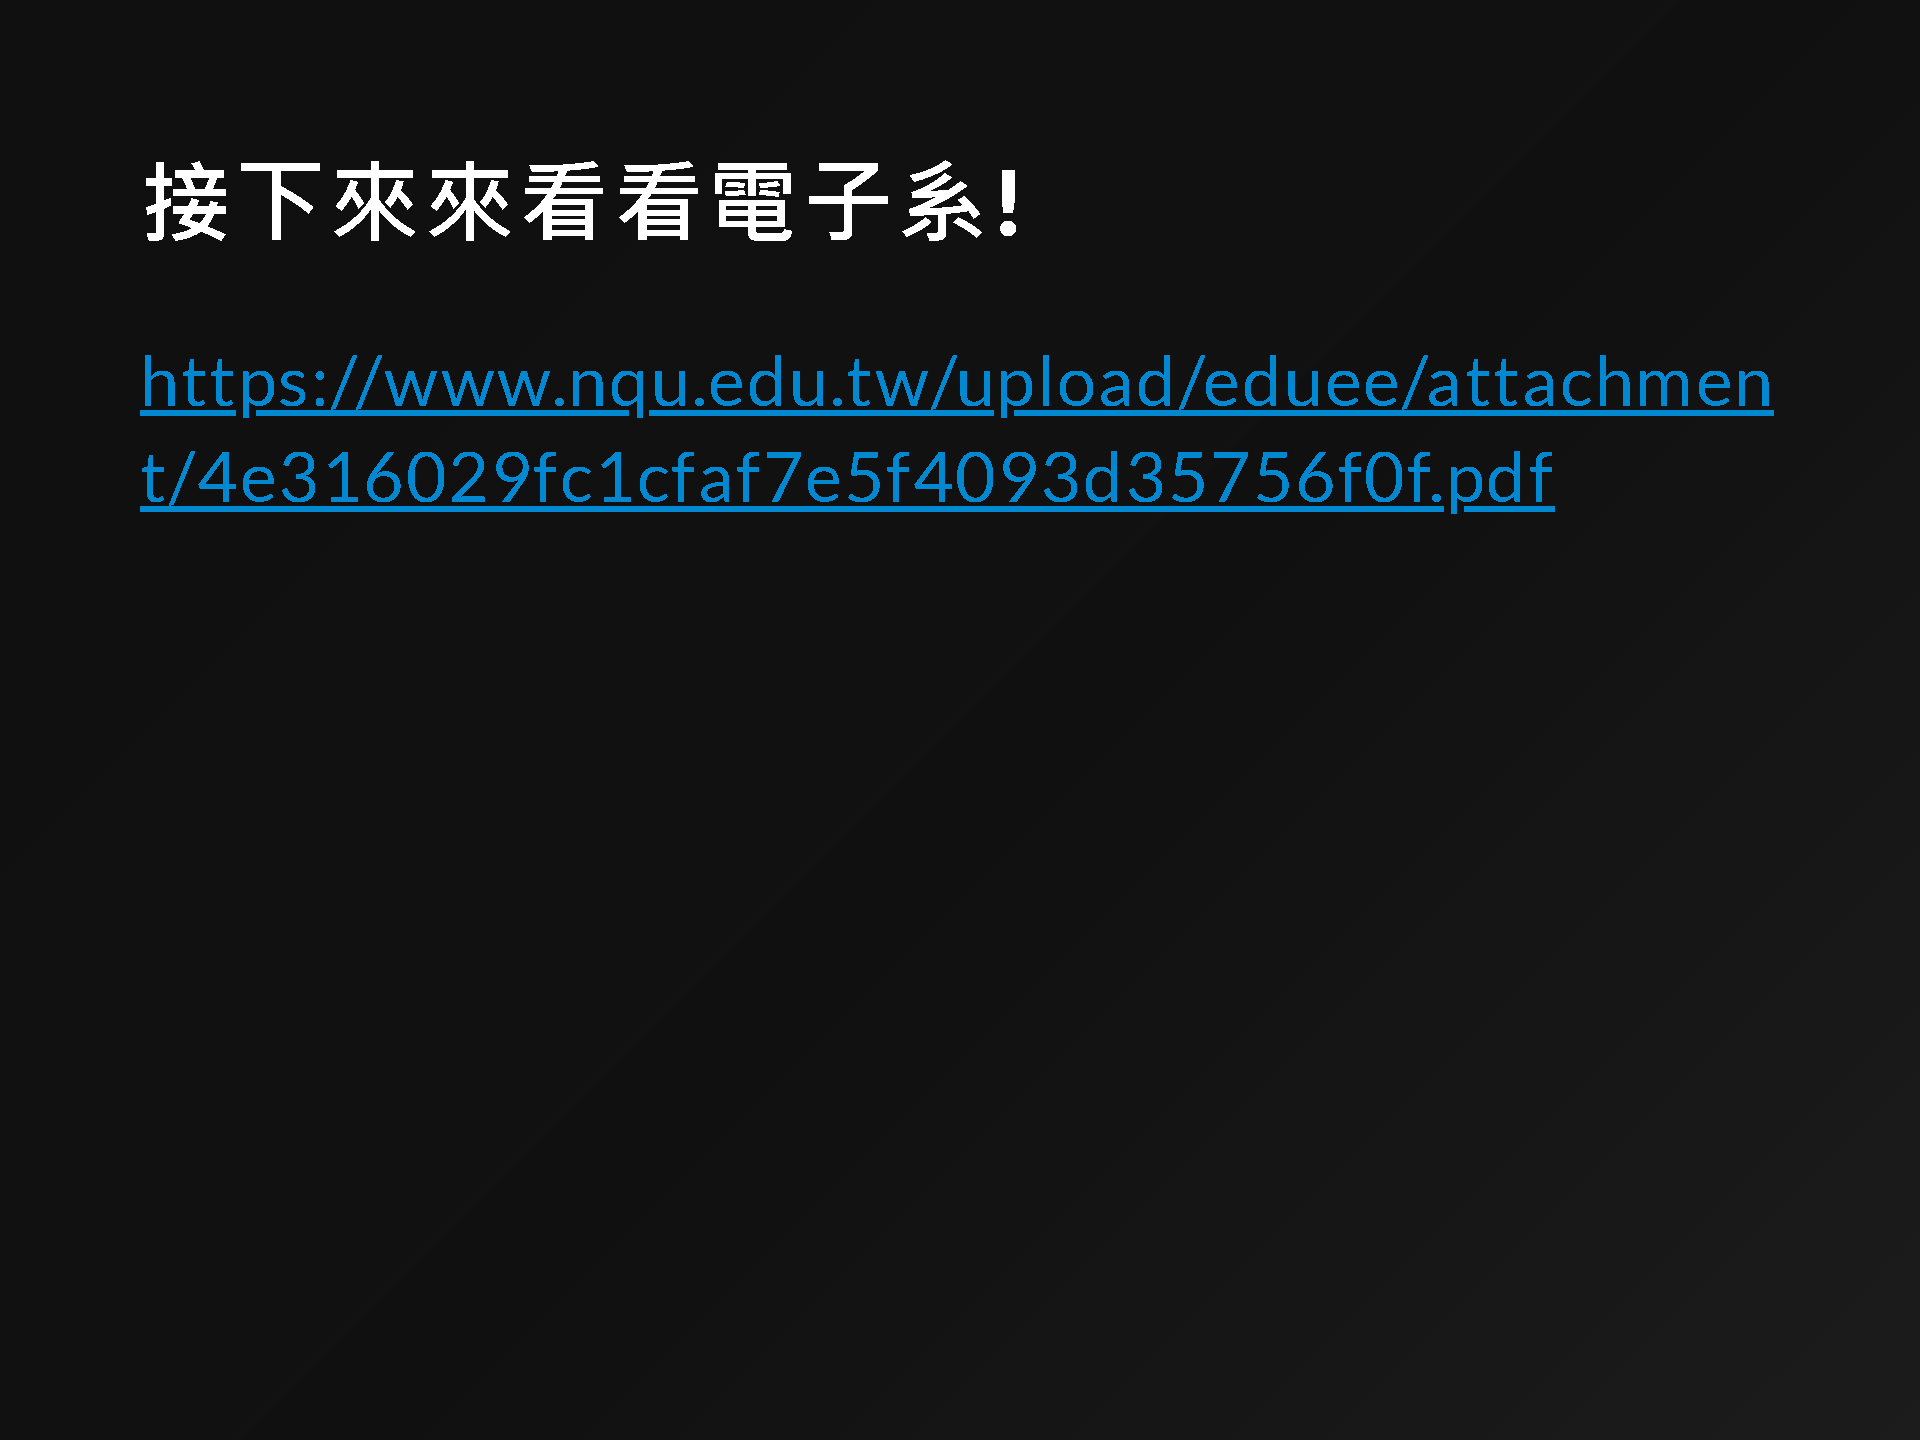 接下來來看看電子系!
https://www.nqu.edu.tw/upload/eduee/attachmen
t/4e316029fc1cfaf7e5f4093d35756f0f.pdf